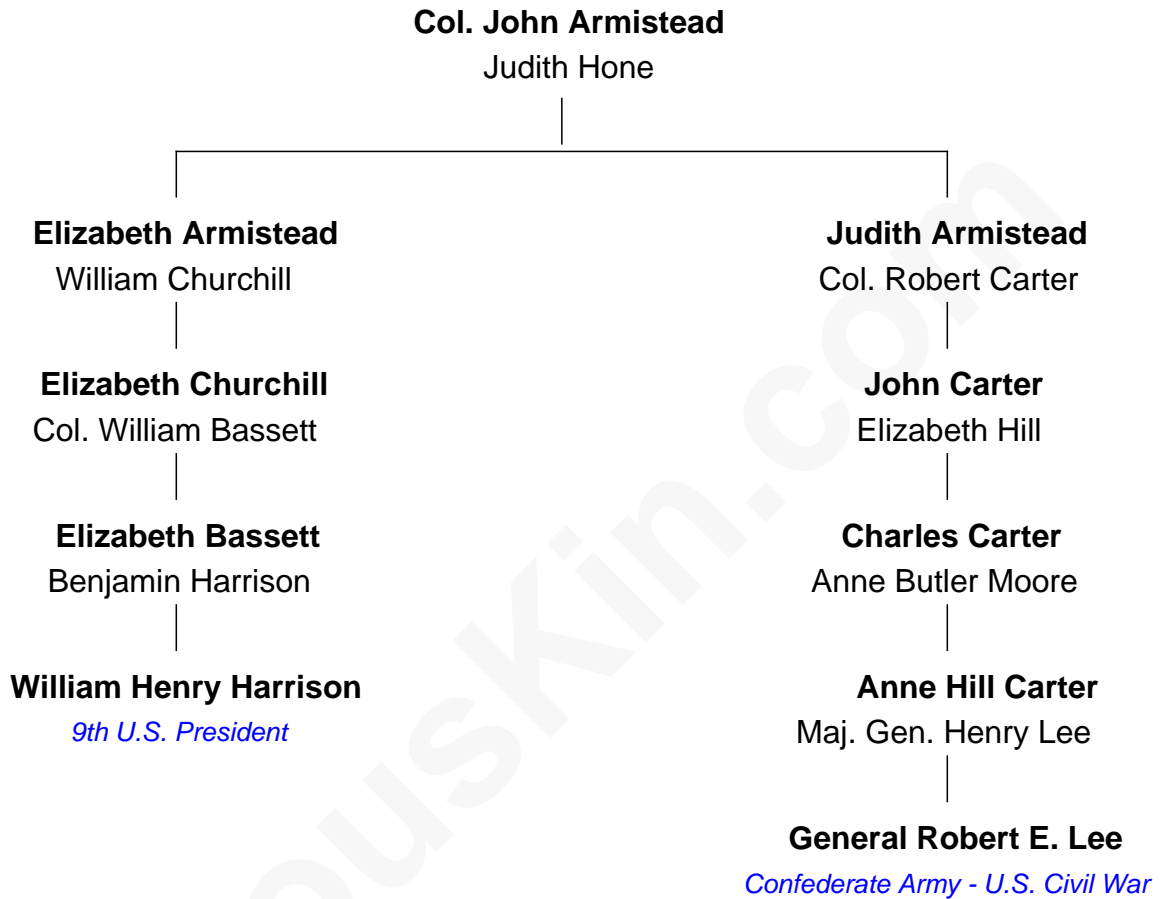 Col. John Armistead
Judith Hone
Elizabeth Armistead
William Churchill
Judith Armistead
Col. Robert Carter
Elizabeth Churchill
Col. William Bassett
John Carter
Elizabeth Hill
Elizabeth Bassett
Benjamin Harrison
Charles Carter
Anne Butler Moore
William Henry Harrison
9th U.S. President
Anne Hill Carter
Maj. Gen. Henry Lee
General Robert E. Lee
Confederate Army - U.S. Civil War
ousKin.com